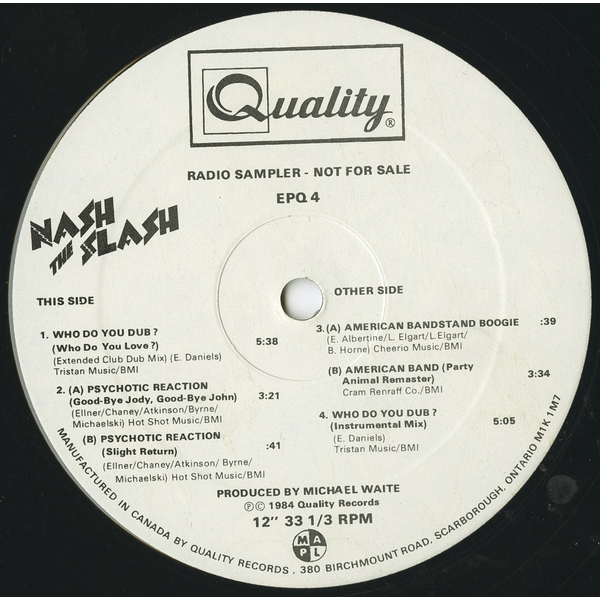 Quality®
RADIO SAMPLER - NOT FOR SALE
EPQ 4
NASH
THE SLASH
THIS SIDE
1. WHO DO YOU DUB ?
(Who Do You Love?)
5:38
(Extended Club Dub Mix) (E. Daniels)
Tristan Music/BMI
2. (A) PSYCHOTIC REACTION
(Good-Bye Jody, Good-Bye John)
3:21
(Ellner/Chaney/Atkinson/Byrne/
Michaelski) Hot Shot Music/BMI
(B) PSYCHOTIC REACTION
(Slight Return)
:41
(Ellner/Chaney/Atkinson/ Byrne/
Michaelski) Hot Shot Music/BMI
OTHER SIDE
3.(A) AMERICAN BANDSTAND BOOGIE :39
(E. Albertine/L. Elgart/L.Elgart/
B. Horne) Cheerio Music/BMI
(B) AMERICAN BAND (Party
Animal Remaster)
3:34
Cram Renraff Co./BMI
4. WHO DO YOU DUB ?
(Instrumental Mix)
5:05
(E. Daniels)
Tristan Music/BMI
PRODUCED BY MICHAEL WAITE
℗© 1984 Quality Records
12" 33 1/3 RPM
MAPL
MANUFACTURED IN CANADA BY QUALITY RECORDS . 380 BIRCHMOUNT ROAD, SCARBOROUGH, ONTARIO M1K 1M7